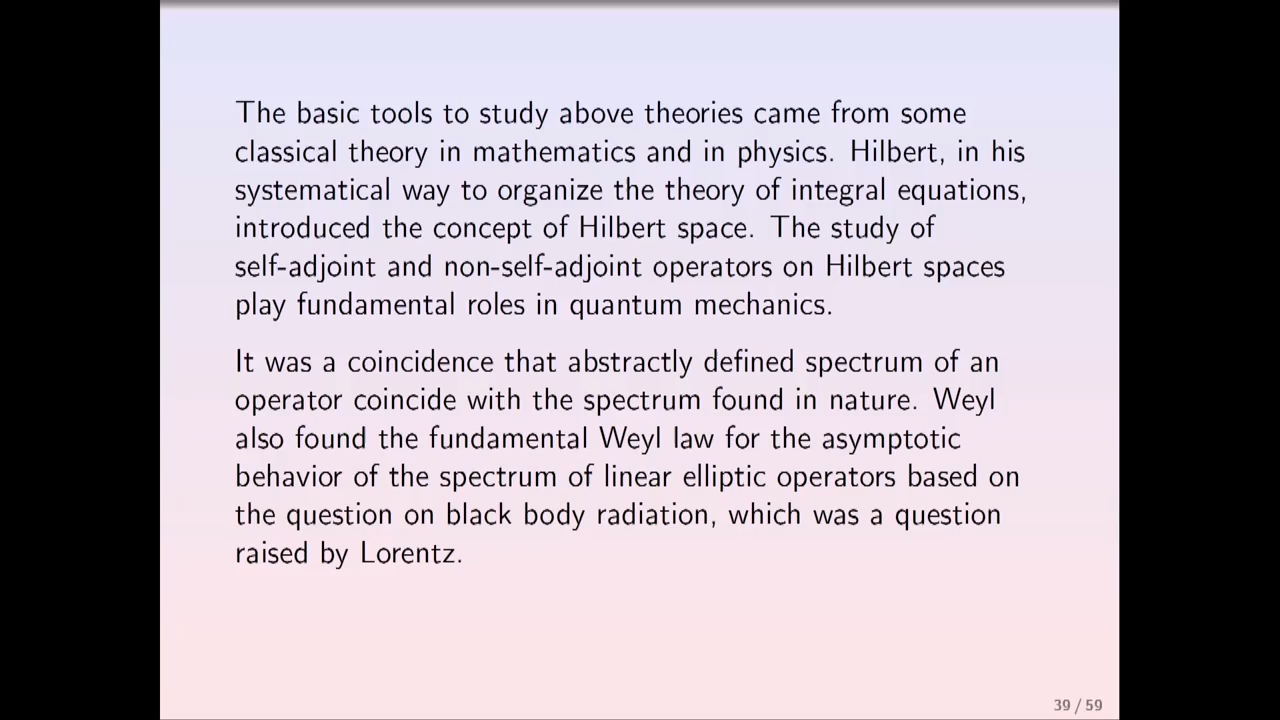 The basic tools to study above theories came from some
classical theory in mathematics and in physics. Hilbert, in his
systematical way to organize the theory of integral equations,
introduced the concept of Hilbert space. The study of
self-adjoint and non-self-adjoint operators on Hilbert spaces
play fundamental roles in quantum mechanics.
It was a coincidence that abstractly defined spectrum of an
operator coincide with the spectrum found in nature. Weyl
also found the fundamental Weyl law for the asymptotic
behavior of the spectrum of linear elliptic operators based on
the question on black body radiation, which was a question
raised by Lorentz.
39 / 59